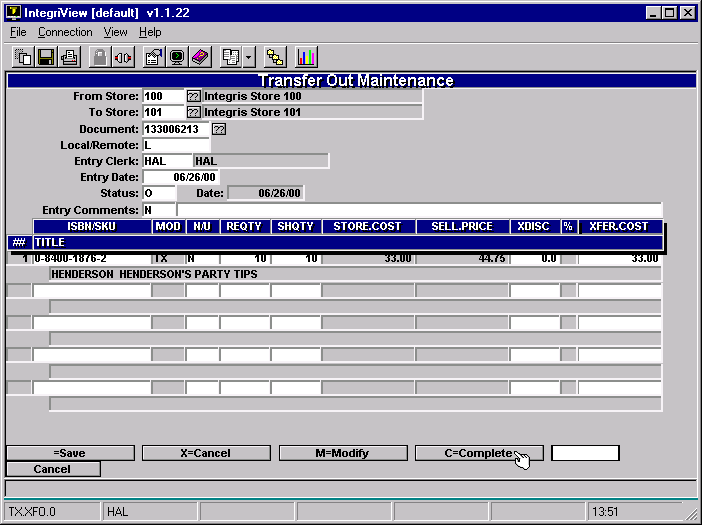 IntegriView [default] v1.1.22
File Connection View Help
Transfer Out Maintenance
From Store: 100 ?? Integris Store 100
To Store: 101 ?? Integris Store 101
Document: 133006213 ??
Local/Remote: L
Entry Clerk: HAL HAL
Entry Date: 06/26/00
Status: O Date: 06/26/00
Entry Comments: N
ISBN/SKU MOD N/U REQTY SHQTY STORE.COST SELL.PRICE XDISC % XFER.COST
## TITLE
1 0-8400-1876-2 TX N 10 10 33.00 44.75 0.0 33.00
HENDERSON HENDERSON'S PARTY TIPS
=Save X=Cancel M=Modify C=Complete
Cancel
TX.XFO.0 HAL 13:51